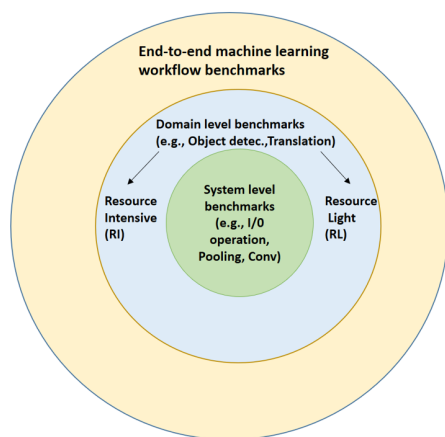 End-to-end machine learning
workflow benchmarks
Domain level benchmarks
(e.g., Object detec.,Translation)
System level
benchmarks
(e.g., I/0
operation,
Pooling, Conv)
Resource
Intensive
(RI)
Resource
Light
(RL)